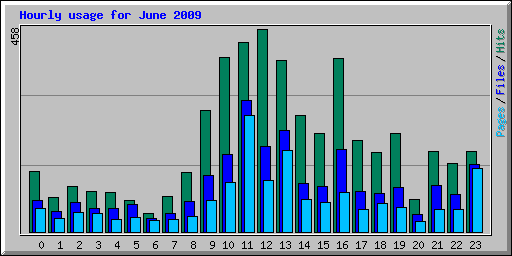 Hourly usage for June 2009
458
Pages / Files / Hits
0 1 2 3 4 5 6 7 8 9 10 11 12 13 14 15 16 17 18 19 20 21 22 23